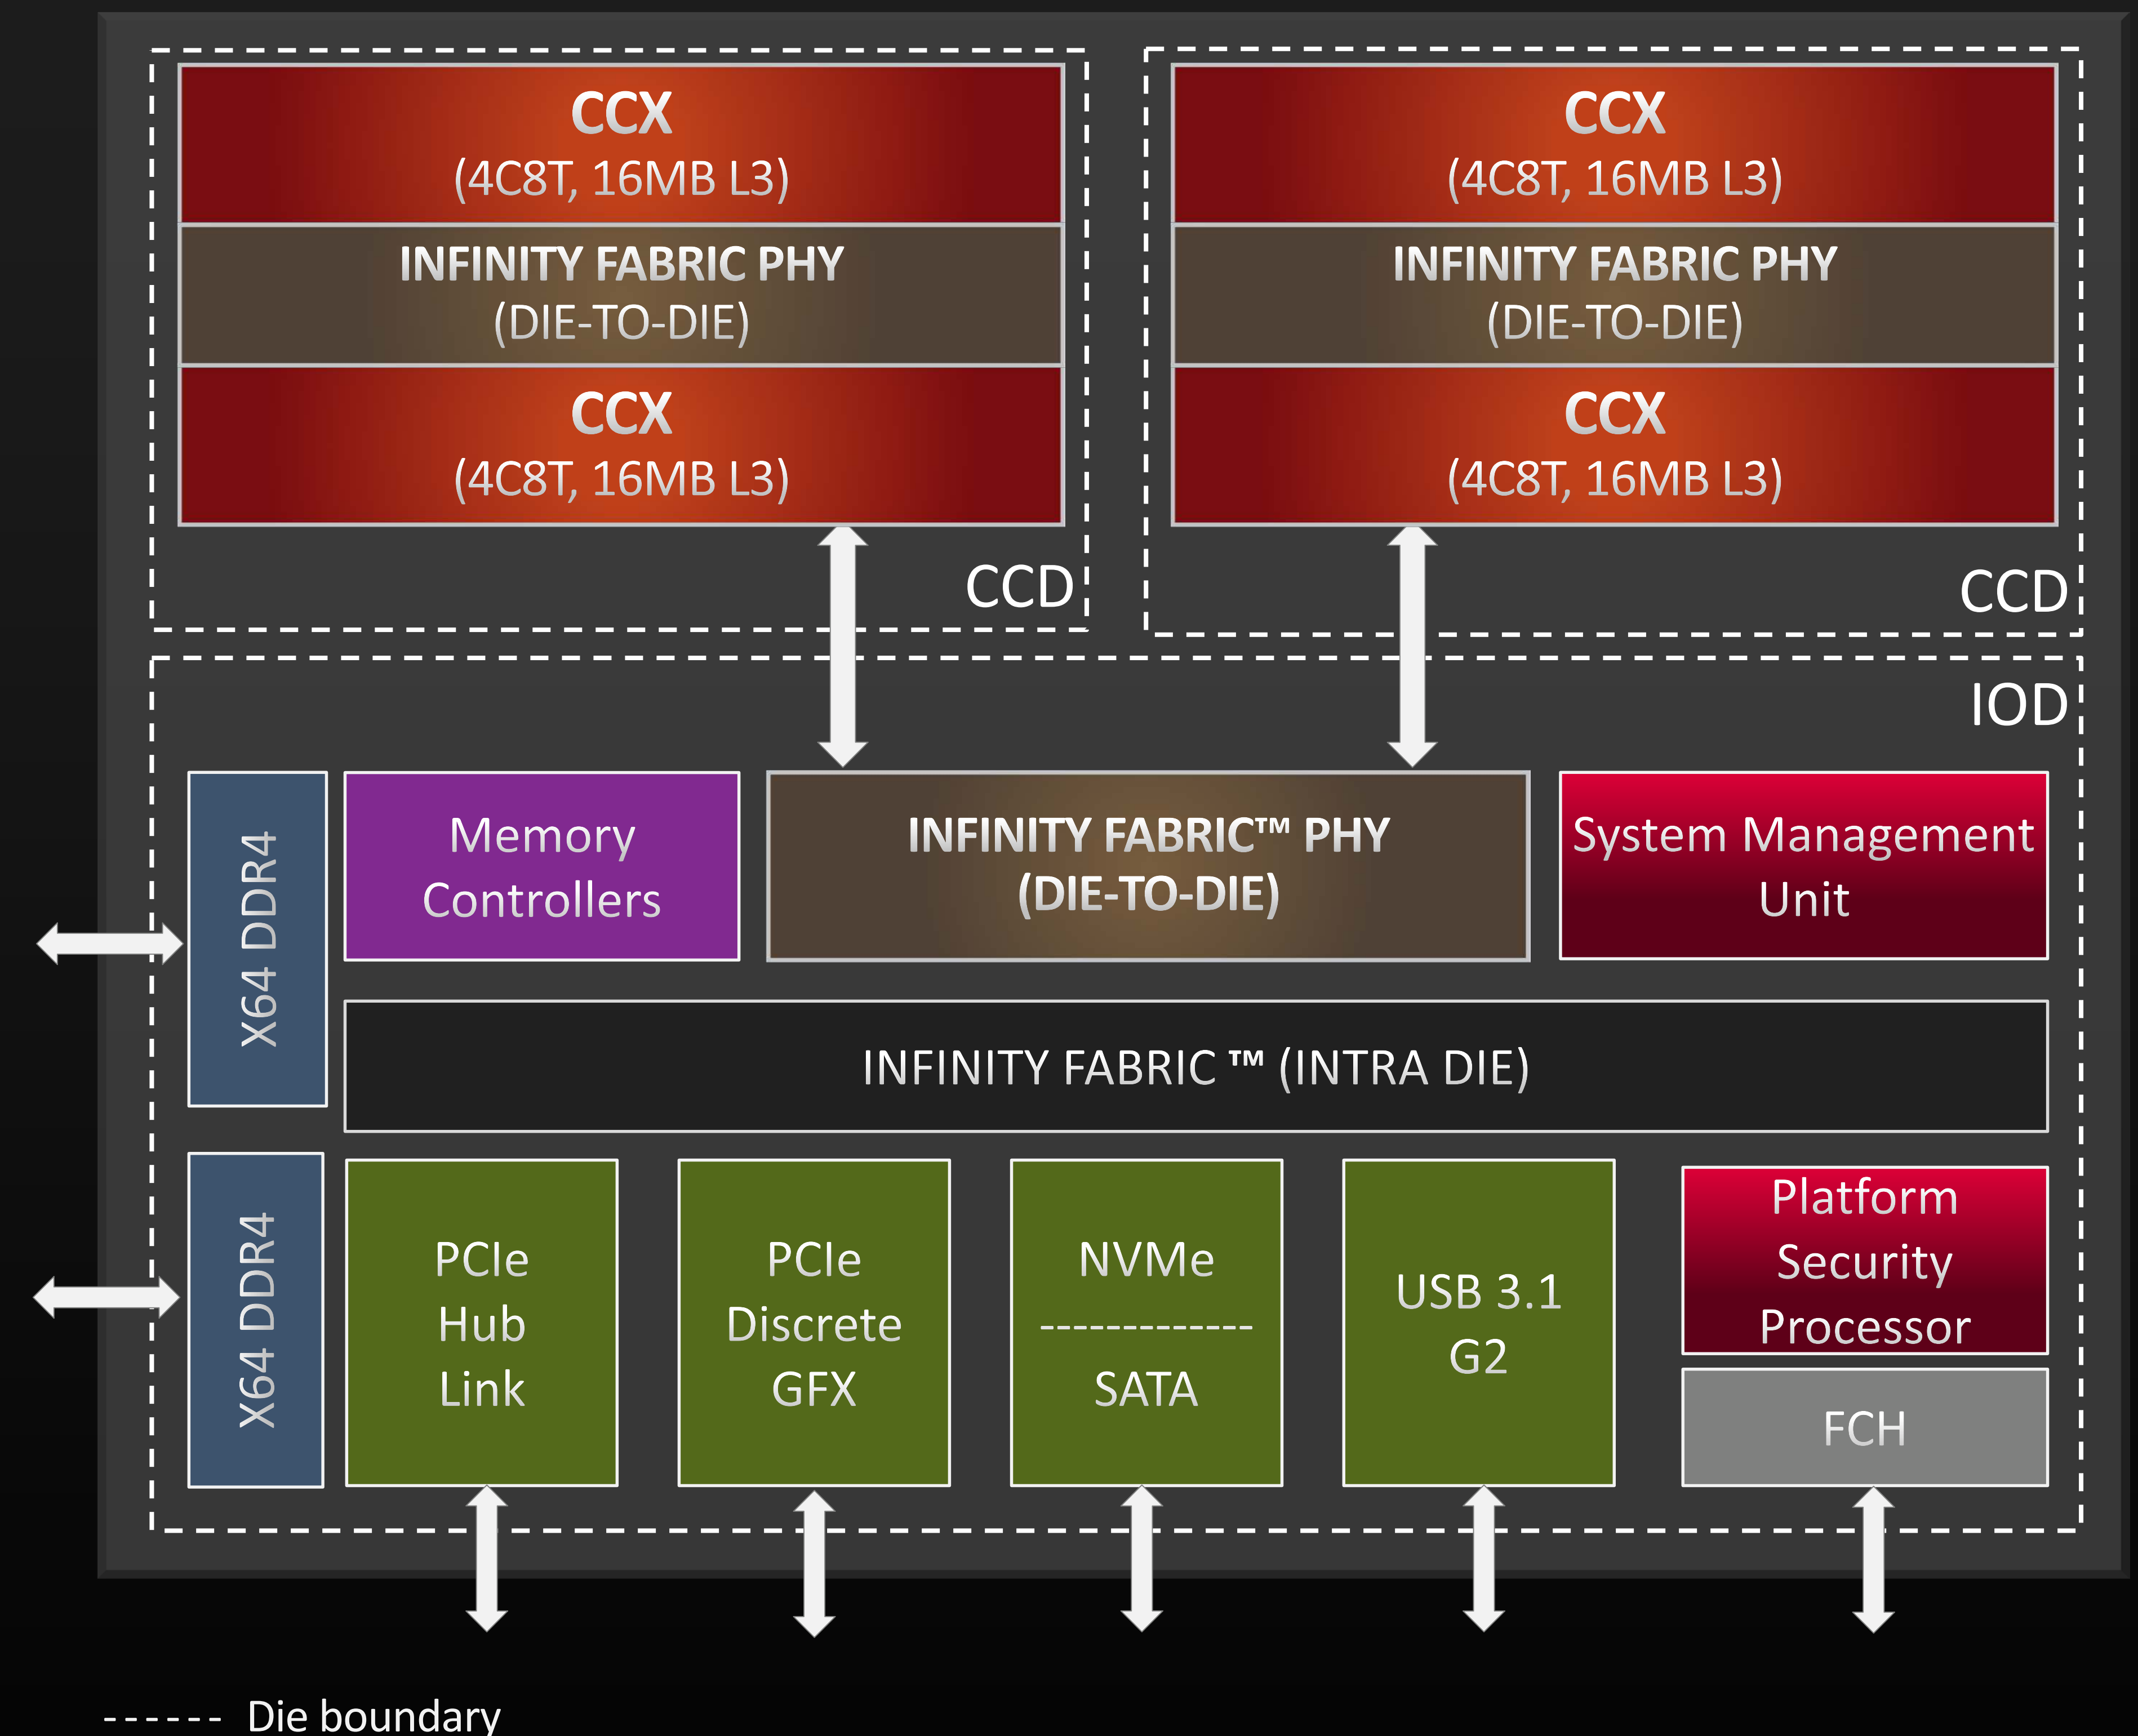 CCX
(4C8T, 16MB L3)
INFINITY FABRIC PHY
(DIE-TO-DIE)
CCX
(4C8T, 16MB L3)
CCD
CCX
(4C8T, 16MB L3)
INFINITY FABRIC PHY
(DIE-TO-DIE)
CCX
(4C8T, 16MB L3)
CCD
IOD
X64 DDR4
Memory
Controllers
INFINITY FABRIC™ PHY
(DIE-TO-DIE)
System Management
Unit
INFINITY FABRIC ™ (INTRA DIE)
X64 DDR4
PCIe
Hub
Link
PCIe
Discrete
GFX
NVMe
-------------
SATA
USB 3.1
G2
Platform
Security
Processor
FCH
------ Die boundary